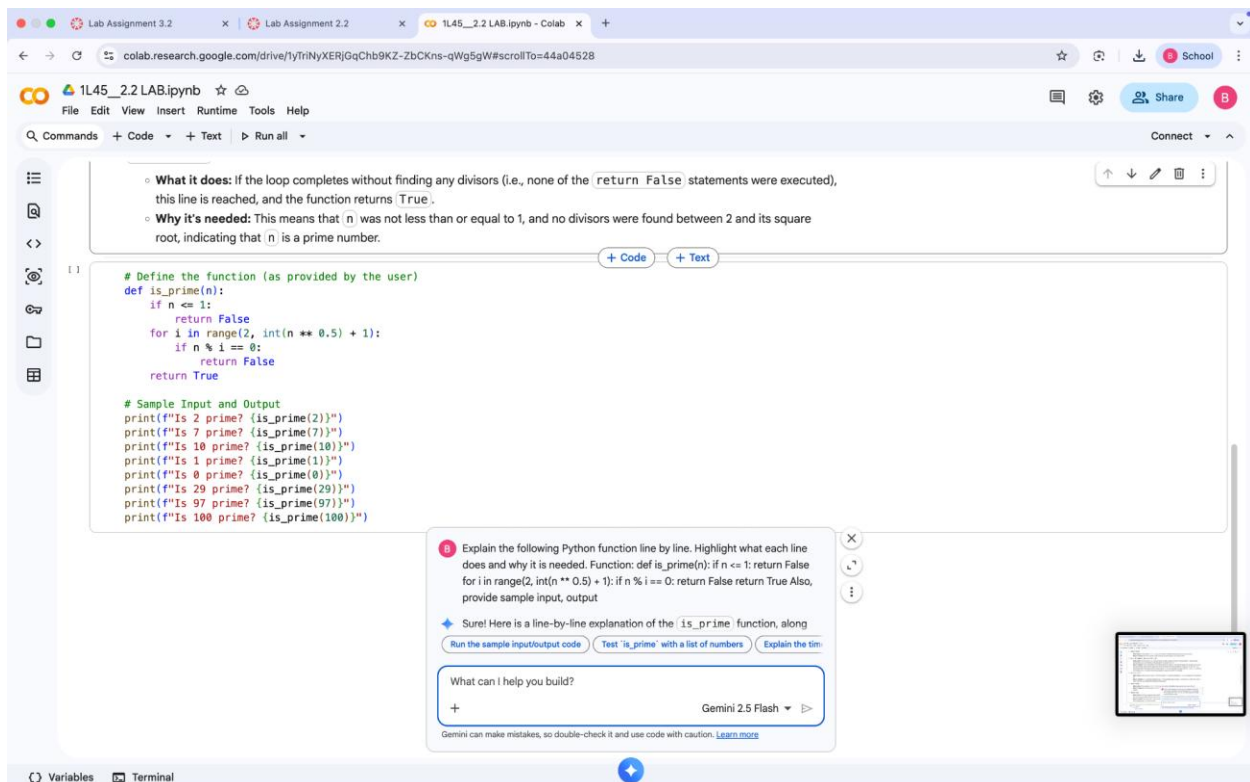 Lab Assignment 3.2
Lab Assignment 2.2
1L45__2.2 LAB.ipynb - Colab
colab.research.google.com/drive/1yTriNyXERjGqChb9KZ-ZbCKns-qWg5gW#scrollTo=44a04528
B School
CO 1L45__2.2 LAB.ipynb
File Edit View Insert Runtime Tools Help
Share
B
Commands + Code + Text Run all
Connect
What it does: If the loop completes without finding any divisors (i.e., none of the return False statements were executed),
this line is reached, and the function returns True.
Why it's needed: This means that n was not less than or equal to 1, and no divisors were found between 2 and its square
root, indicating that n is a prime number.
+ Code + Text
[ ]
# Define the function (as provided by the user)
def is_prime(n):
    if n <= 1:
        return False
    for i in range(2, int(n ** 0.5) + 1):
        if n % i == 0:
            return False
    return True
# Sample Input and Output
print(f"Is 2 prime? {is_prime(2)}")
print(f"Is 7 prime? {is_prime(7)}")
print(f"Is 10 prime? {is_prime(10)}")
print(f"Is 1 prime? {is_prime(1)}")
print(f"Is 0 prime? {is_prime(0)}")
print(f"Is 29 prime? {is_prime(29)}")
print(f"Is 97 prime? {is_prime(97)}")
print(f"Is 100 prime? {is_prime(100)}")
B Explain the following Python function line by line. Highlight what each line
does and why it is needed. Function: def is_prime(n): if n <= 1: return False
for i in range(2, int(n ** 0.5) + 1): if n % i == 0: return False return True Also,
provide sample input, output
Sure! Here is a line-by-line explanation of the is_prime function, along
Run the sample input/output code Test `is_prime` with a list of numbers Explain the
What can I help you build?
+ Gemini 2.5 Flash
Gemini can make mistakes, so double-check it and use code with caution. Learn more
{} Variables Terminal